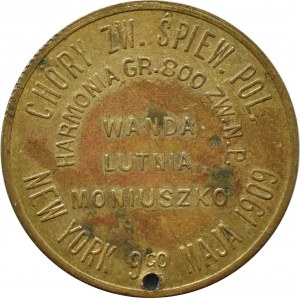 CHÓRY ZW. ŚPIEW. POL.
HARMONIA GR. 800 ZW. N. P.
WANDA
LUTNIA
MONIUSZKO
NEW YORK 9GO MAJA 1909